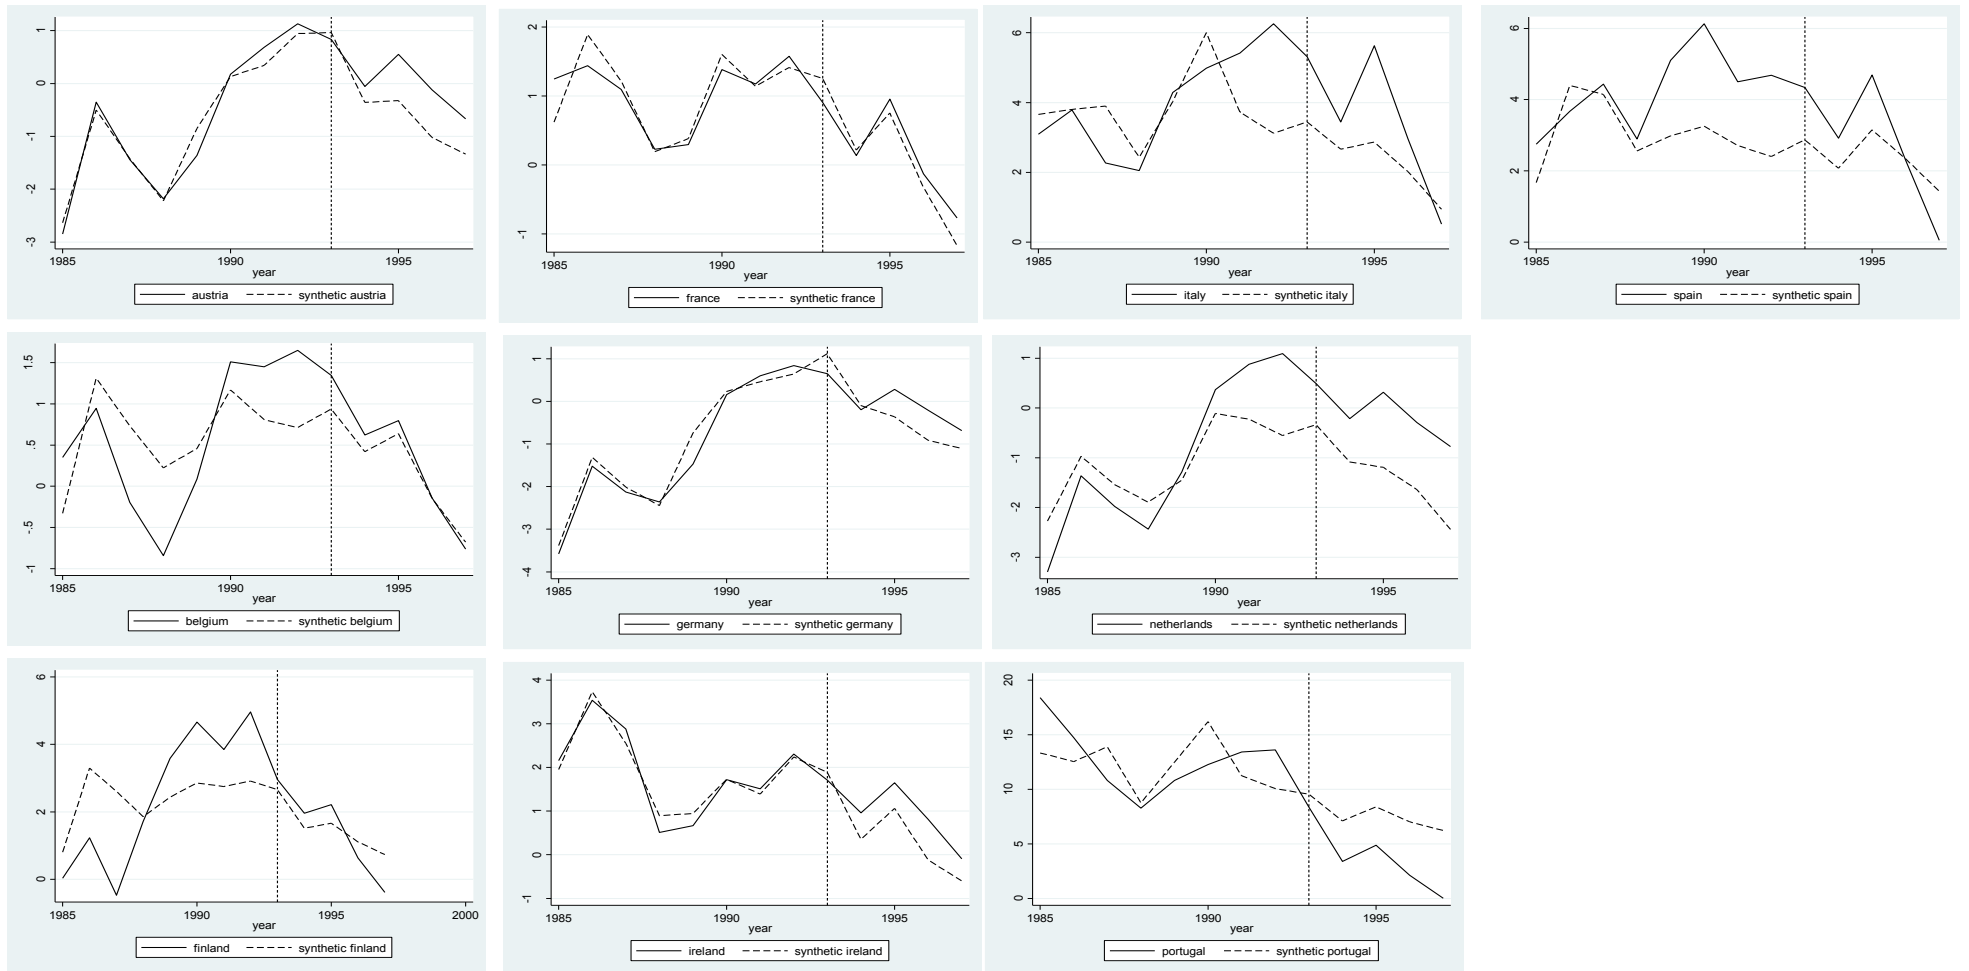 1
0
-1
-2
-3
1985 1990 1995
year
austria synthetic austria
2
1
0
-1
1985 1990 1995
year
france synthetic france
6
4
2
0
1985 1990 1995
year
italy synthetic italy
6
4
2
0
1985 1990 1995
year
spain synthetic spain
1.5
1
.5
0
-.5
-1
1985 1990 1995
year
belgium synthetic belgium
1
0
-1
-2
-3
-4
1985 1990 1995
year
germany synthetic germany
1
0
-1
-2
-3
1985 1990 1995
year
netherlands synthetic netherlands
6
4
2
0
1985 1990 1995 2000
year
finland synthetic finland
4
3
2
1
0
-1
1985 1990 1995
year
ireland synthetic ireland
20
15
10
5
0
1985 1990 1995
year
portugal synthetic portugal